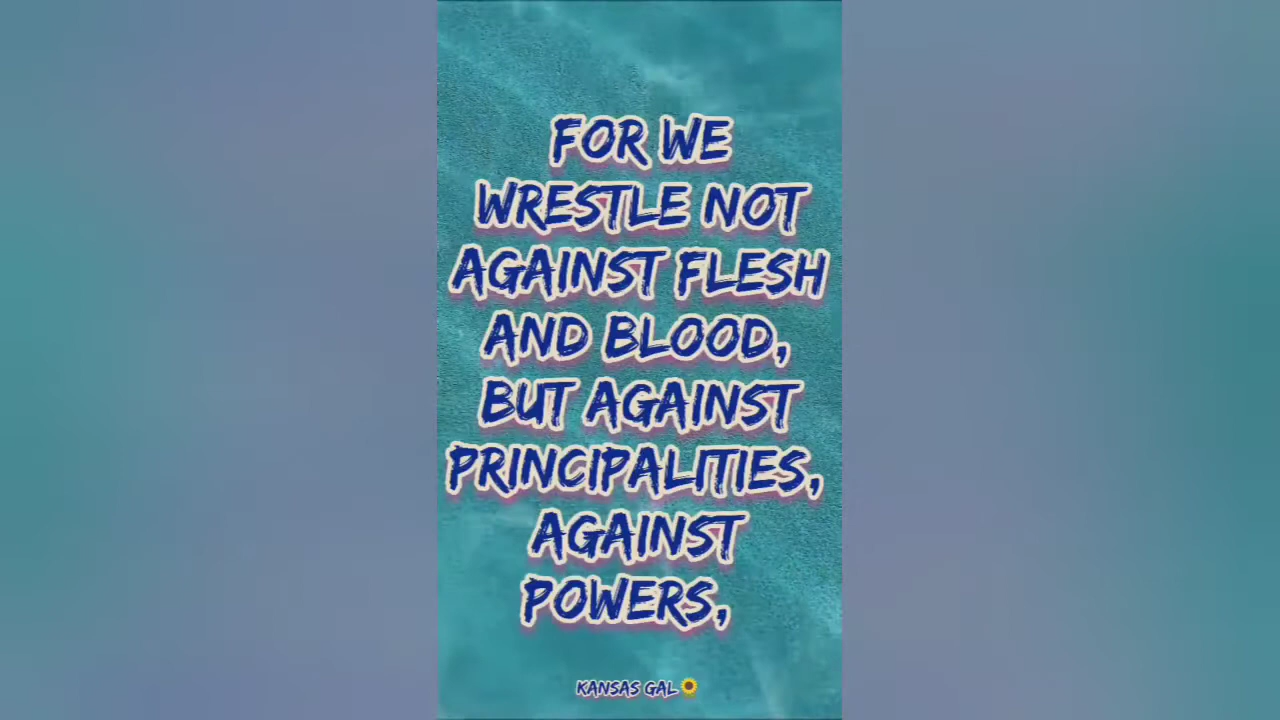 FOR WE
WRESTLE NOT
AGAINST FLESH
AND BLOOD,
BUT AGAINST
PRINCIPALITIES,
AGAINST
POWERS,
KANSAS GAL🌻